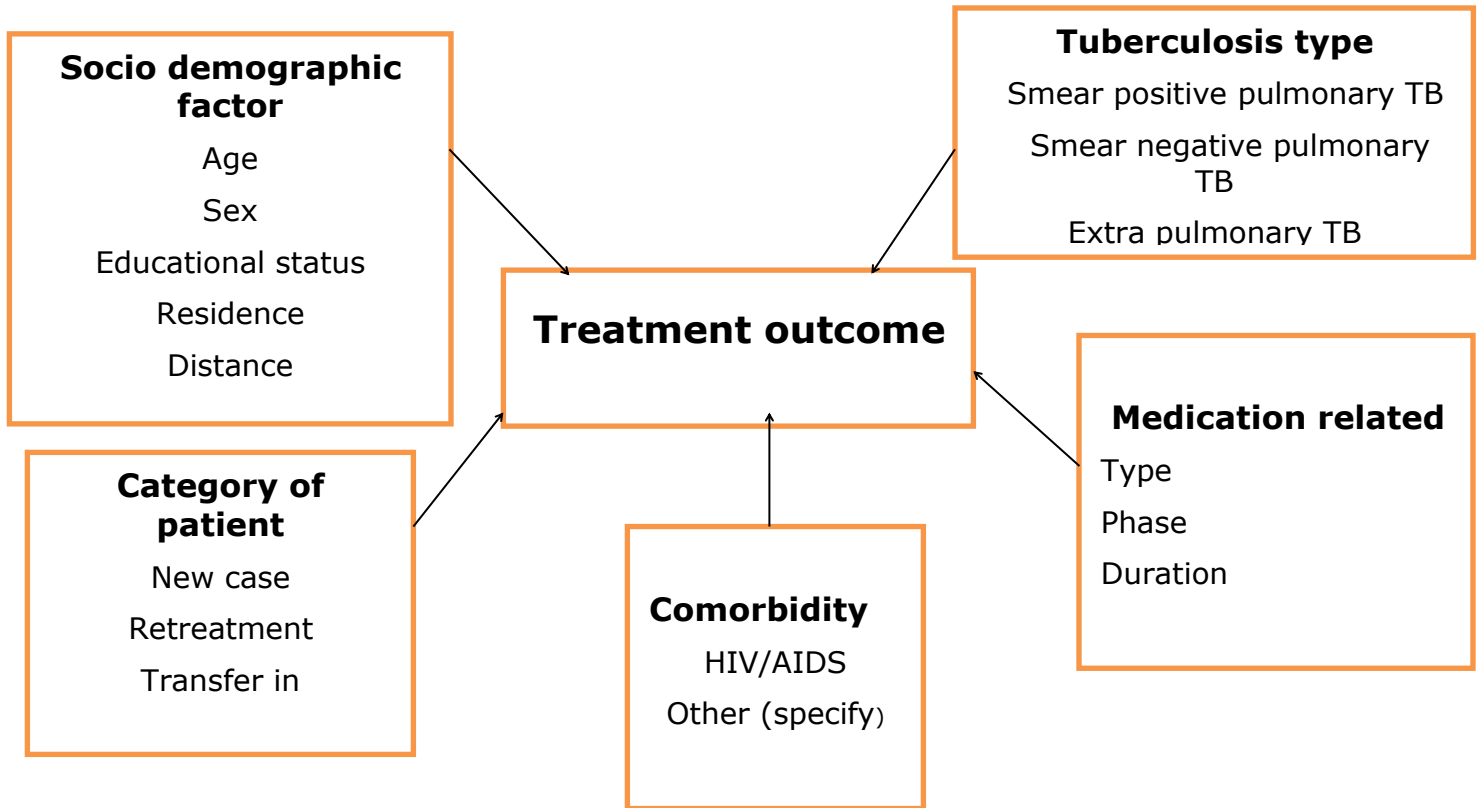 Socio demographic
factor
Age
Sex
Educational status
Residence
Distance
Tuberculosis type
Smear positive pulmonary TB
Smear negative pulmonary
TB
Extra pulmonary TB
Treatment outcome
Category of
patient
New case
Retreatment
Transfer in
Comorbidity
HIV/AIDS
Other (specify)
Medication related
Type
Phase
Duration